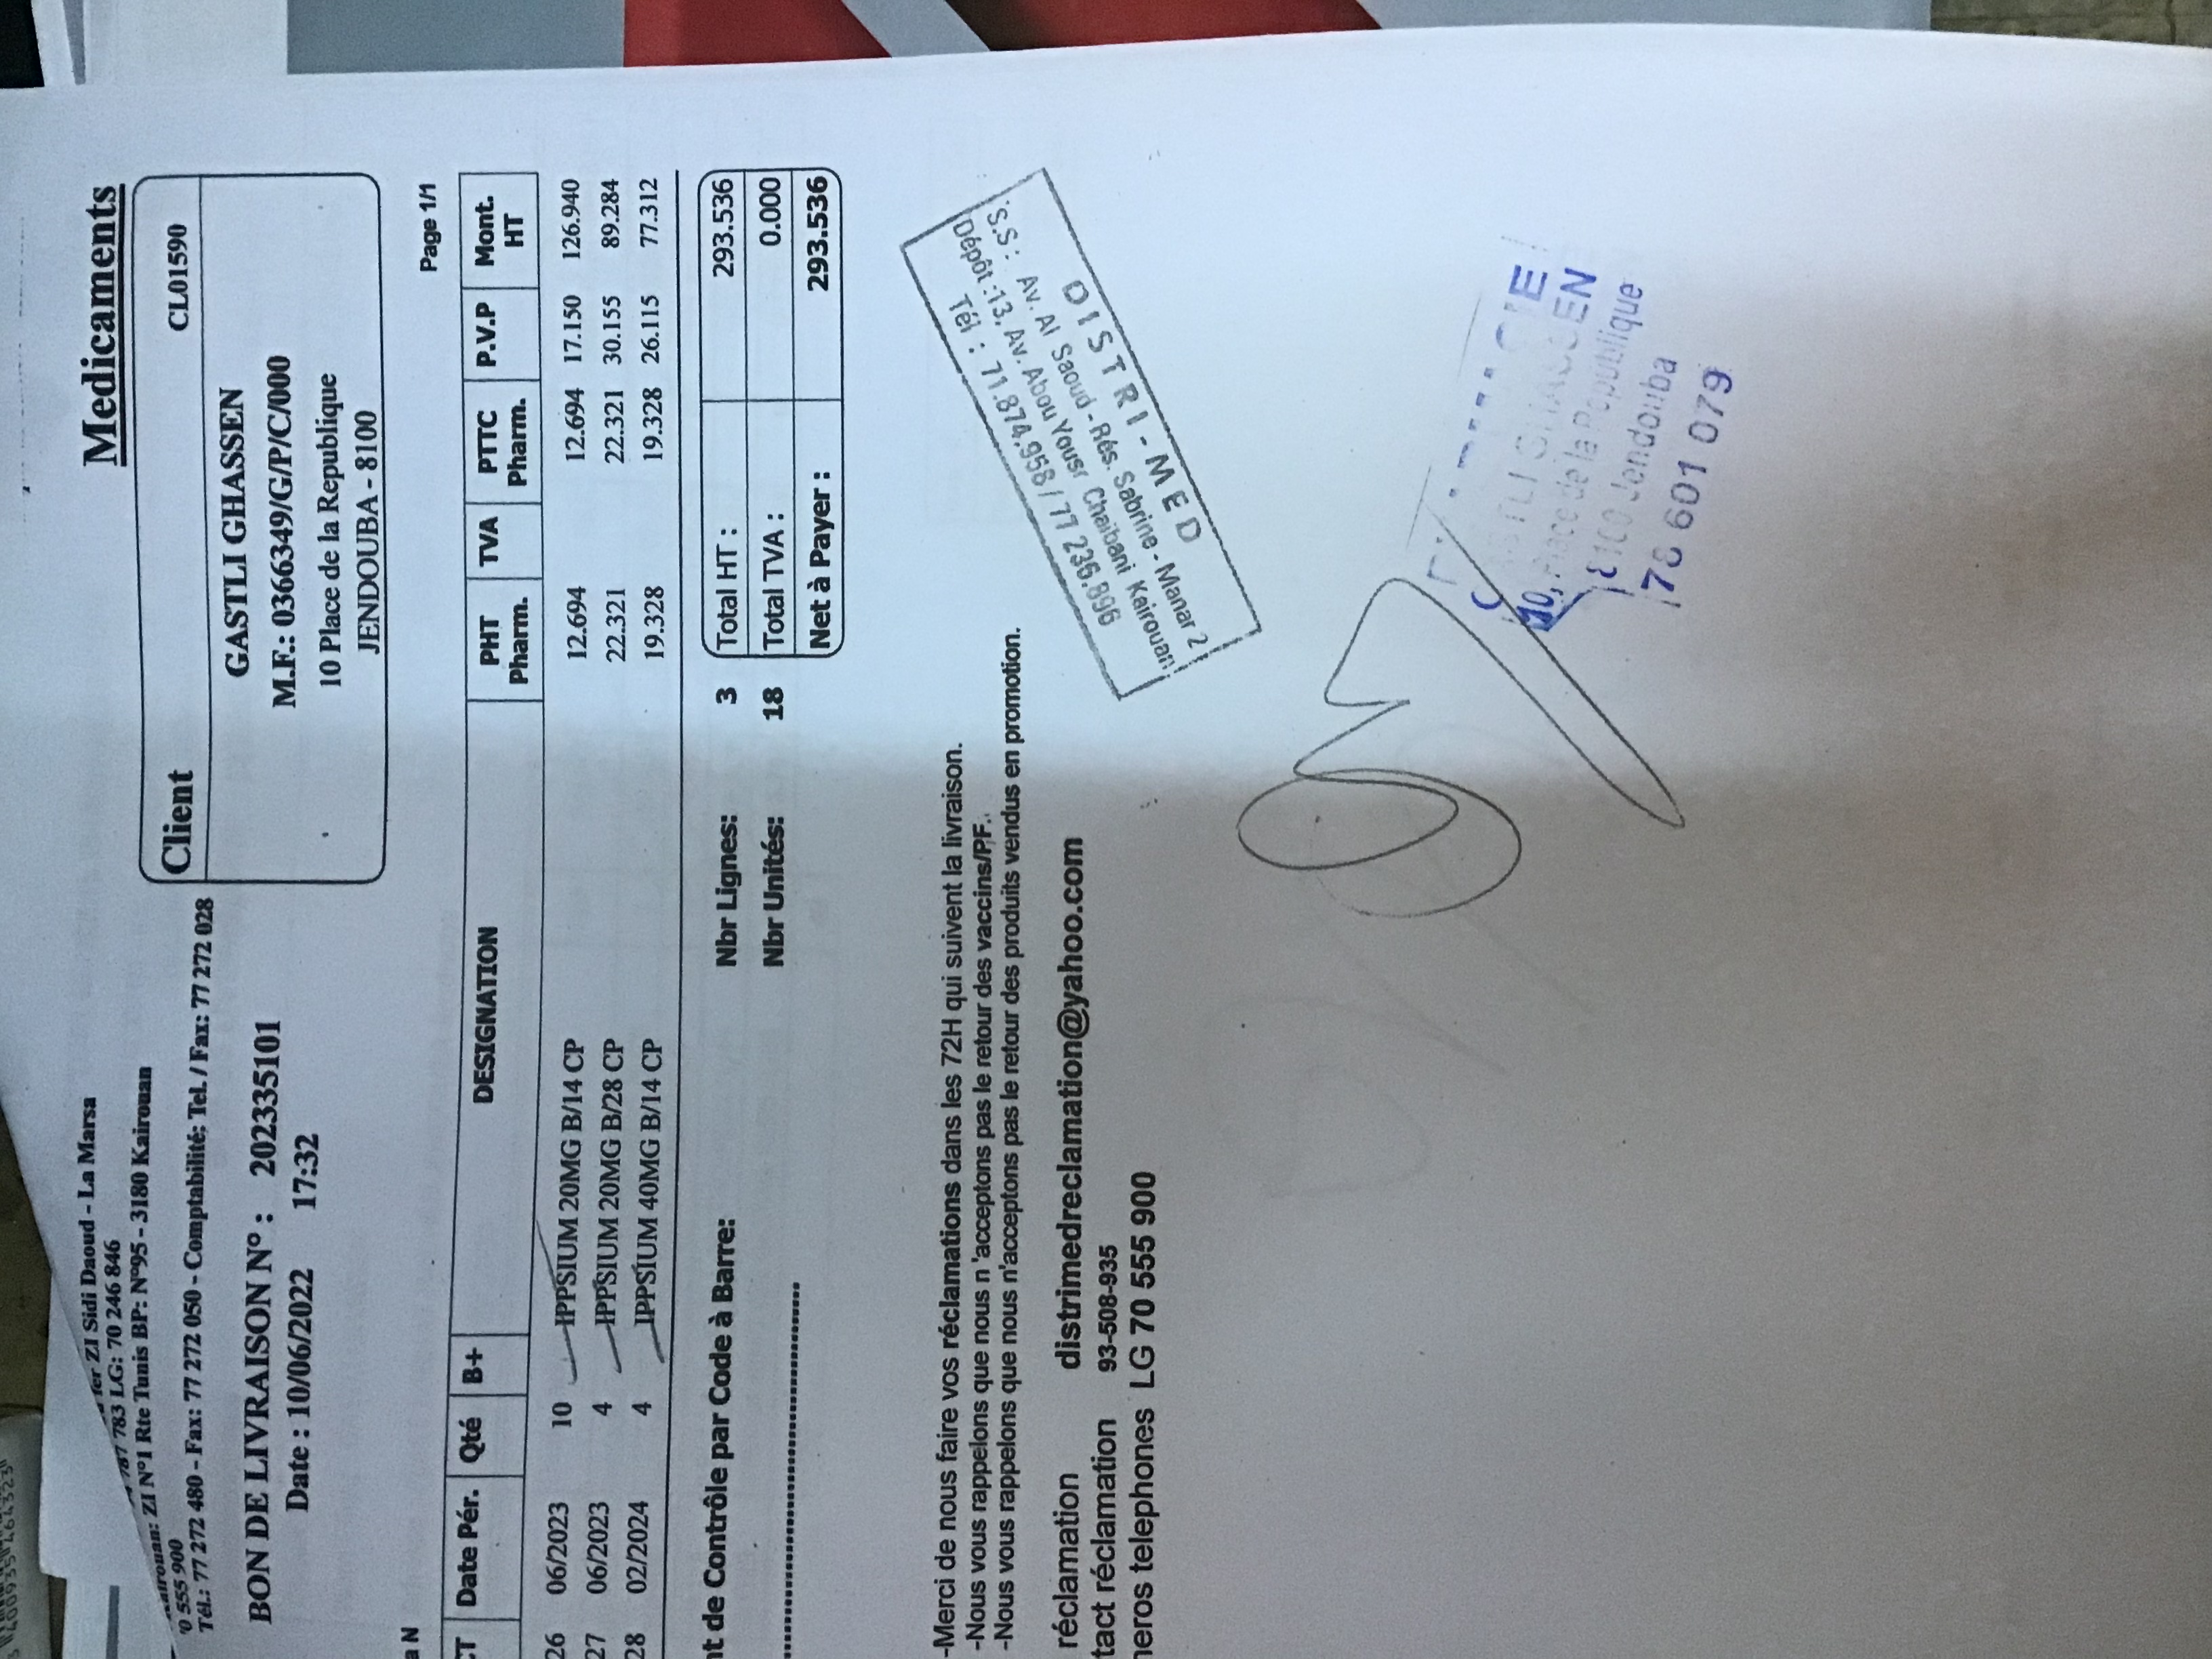 400935 464323
ZI Sidi Daoud - La Marsa
787 783 LG: 70 246 846
ZI N°1 Rte Tunis BP: N°95 - 3180 Kairouan
0 555 900
Tél.: 77 272 480 - Fax: 77 272 050 - Comptabilité: Tel. / Fax: 77 272 028
Medicaments
Client CL01590
GASTLI GHASSEN
M.F.: 0366349/G/P/C/000
10 Place de la Republique
JENDOUBA - 8100
BON DE LIVRAISON N° : 202335101
Date : 10/06/2022 17:32
a N
Page 1/1
CT Date Pér. Qté B+ DESIGNATION PHT Pharm. TVA PTTC Pharm. P.V.P Mont. HT
26 06/2023 10 IPPSIUM 20MG B/14 CP 12.694 12.694 17.150 126.940
27 06/2023 4 IPPSIUM 20MG B/28 CP 22.321 22.321 30.155 89.284
28 02/2024 4 IPPSIUM 40MG B/14 CP 19.328 19.328 26.115 77.312
nt de Contrôle par Code à Barre:
Nbr Lignes: 3
Nbr Unités: 18
Total HT : 293.536
Total TVA : 0.000
Net à Payer : 293.536
-Merci de nous faire vos réclamations dans les 72H qui suivent la livraison.
-Nous vous rappelons que nous n 'acceptons pas le retour des vaccins/PF.
-Nous vous rappelons que nous n'acceptons pas le retour des produits vendus en promotion.
réclamation distrimedreclamation@yahoo.com
tact réclamation 93-508-935
neros telephones LG 70 555 900
DISTRI-MED
S.S : Av. Al Saoud - Rés. Sabrine - Manar 2
Dépôt :13, Av. Abou Yousr Chaibani Kairouan
Tél : 71.874.958 / 77 236.896
PHARMACIE
GASTLI GHASSEN
10, Place de la Republique
8100 Jendouba
78 601 079